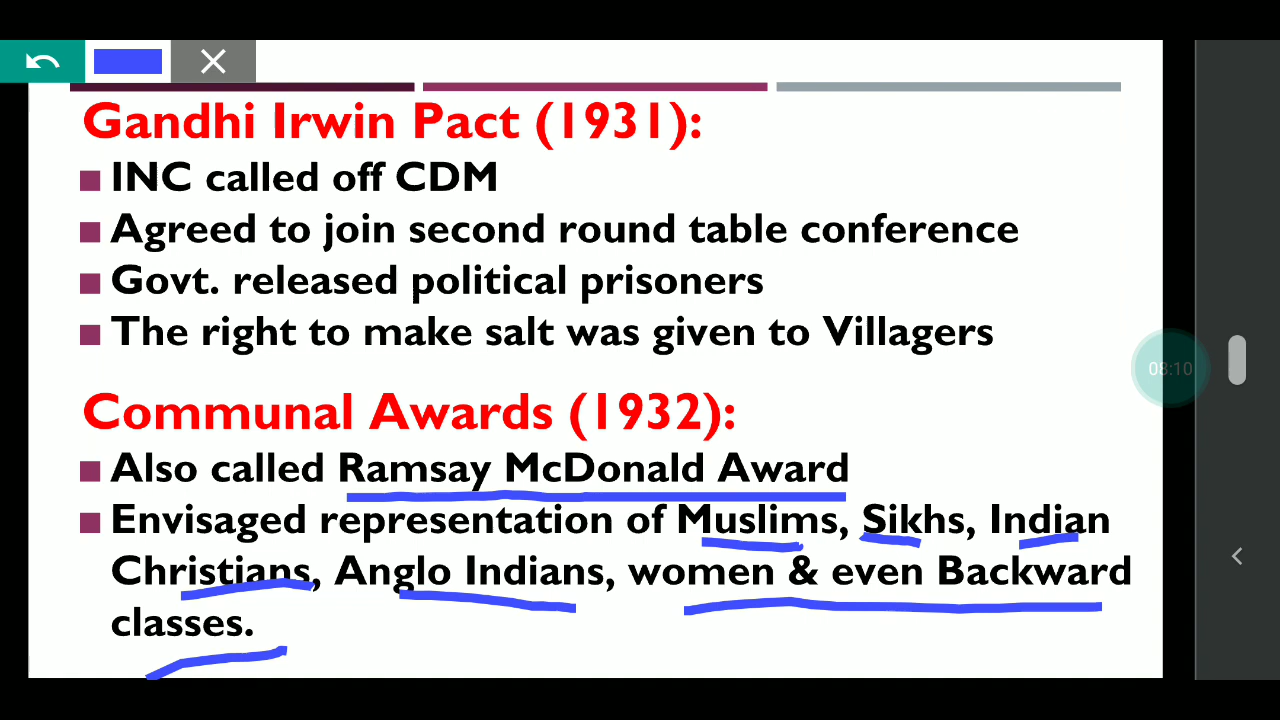 Gandhi Irwin Pact (1931):
INC called off CDM
Agreed to join second round table conference
Govt. released political prisoners
The right to make salt was given to Villagers
08:10
Communal Awards (1932):
Also called Ramsay McDonald Award
Envisaged representation of Muslims, Sikhs, Indian
Christians, Anglo Indians, women & even Backward
classes.